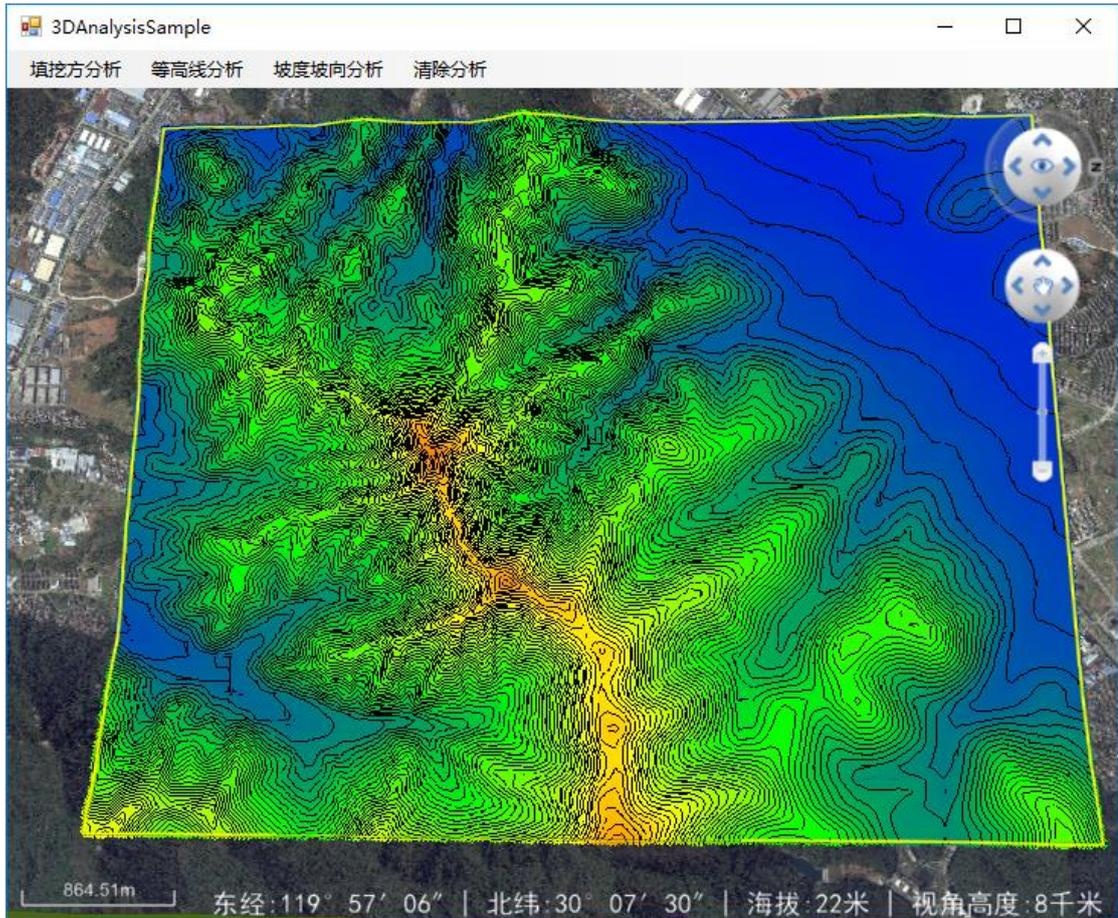 3DAnalysisSample
填挖方分析 等高线分析 坡度坡向分析 清除分析
N
864.51m
东经:119° 57′ 06″ | 北纬:30° 07′ 30″ | 海拔:22米 | 视角高度:8千米